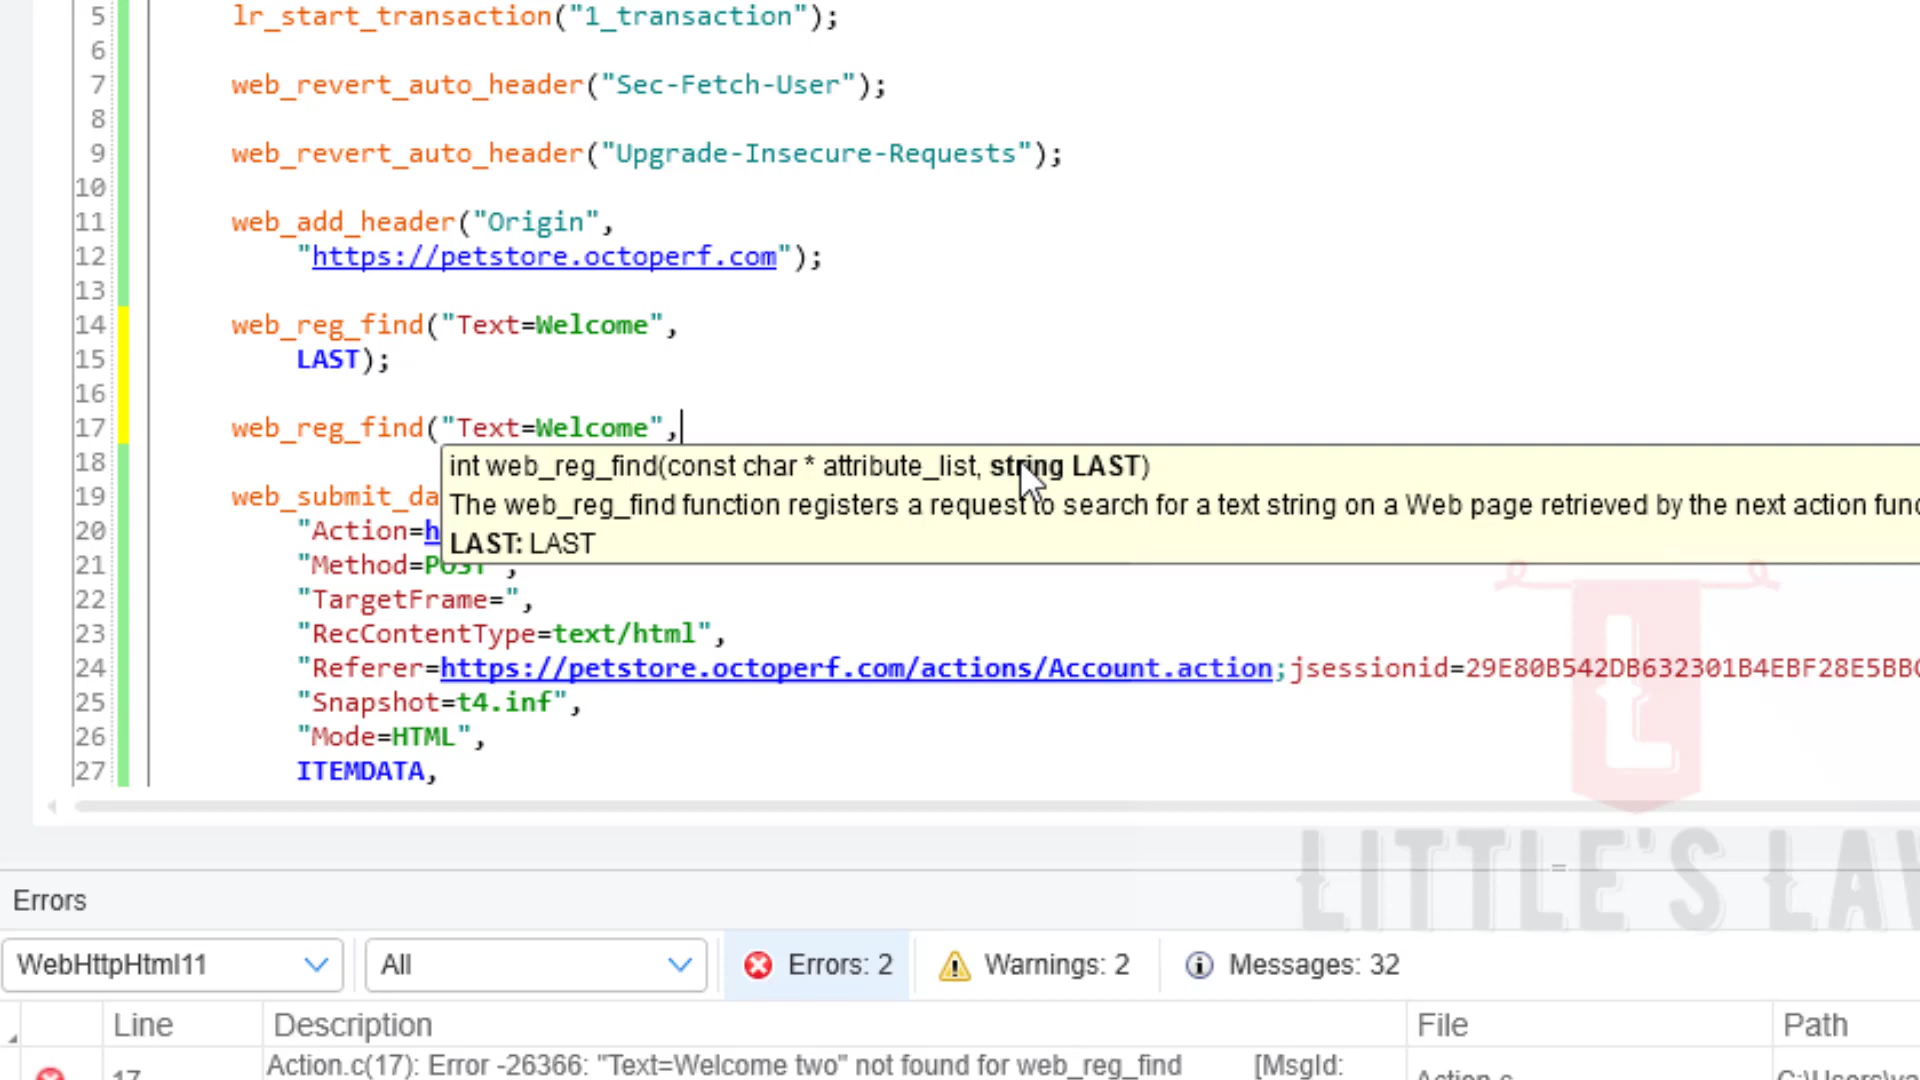 5 lr_start_transaction("1_transaction");
6
7 web_revert_auto_header("Sec-Fetch-User");
8
9 web_revert_auto_header("Upgrade-Insecure-Requests");
10
11 web_add_header("Origin",
12 "https://petstore.octoperf.com");
13
14 web_reg_find("Text=Welcome",
15 LAST);
16
17 web_reg_find("Text=Welcome",
int web_reg_find(const char * attribute_list, string LAST)
18
The web_reg_find function registers a request to search for a text string on a Web page retrieved by the next action
19 web_submit_da
LAST: LAST
20 "Action=h
21 "Method=POST",
22 "TargetFrame=",
23 "RecContentType=text/html",
24 "Referer=https://petstore.octoperf.com/actions/Account.action;jsessionid=29E80B542DB632301B4EBF28E5BB
25 "Snapshot=t4.inf",
26 "Mode=HTML",
27 ITEMDATA,
LITTLE'S LAW
Errors
WebHttpHtml11 All Errors: 2 Warnings: 2 Messages: 32
Line Description File Path
17 Action.c(17): Error -26366: "Text=Welcome two" not found for web_reg_find [MsgId: Action.c